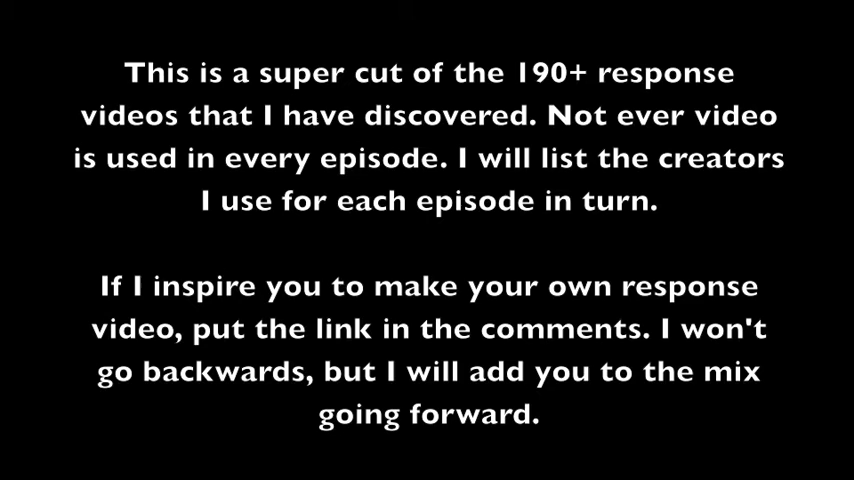 This is a super cut of the 190+ response
videos that I have discovered. Not ever video
is used in every episode. I will list the creators
I use for each episode in turn.
If I inspire you to make your own response
video, put the link in the comments. I won't
go backwards, but I will add you to the mix
going forward.